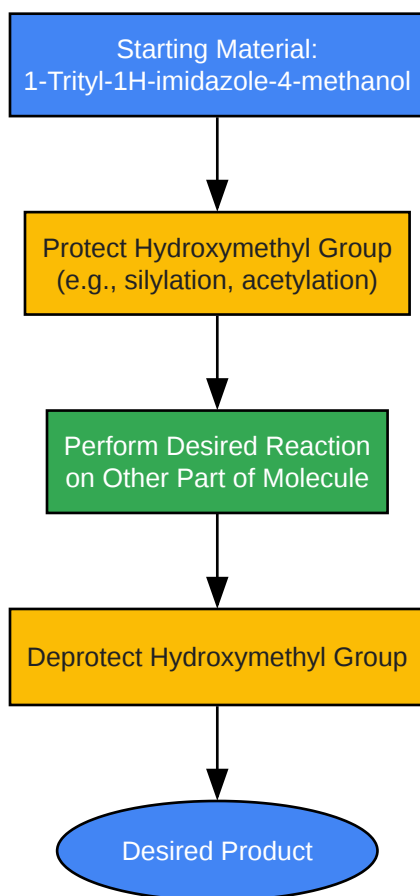 Starting Material:
1-Trityl-1H-imidazole-4-methanol
Protect Hydroxymethyl Group
(e.g., silylation, acetylation)
Perform Desired Reaction
on Other Part of Molecule
Deprotect Hydroxymethyl Group
Desired Product